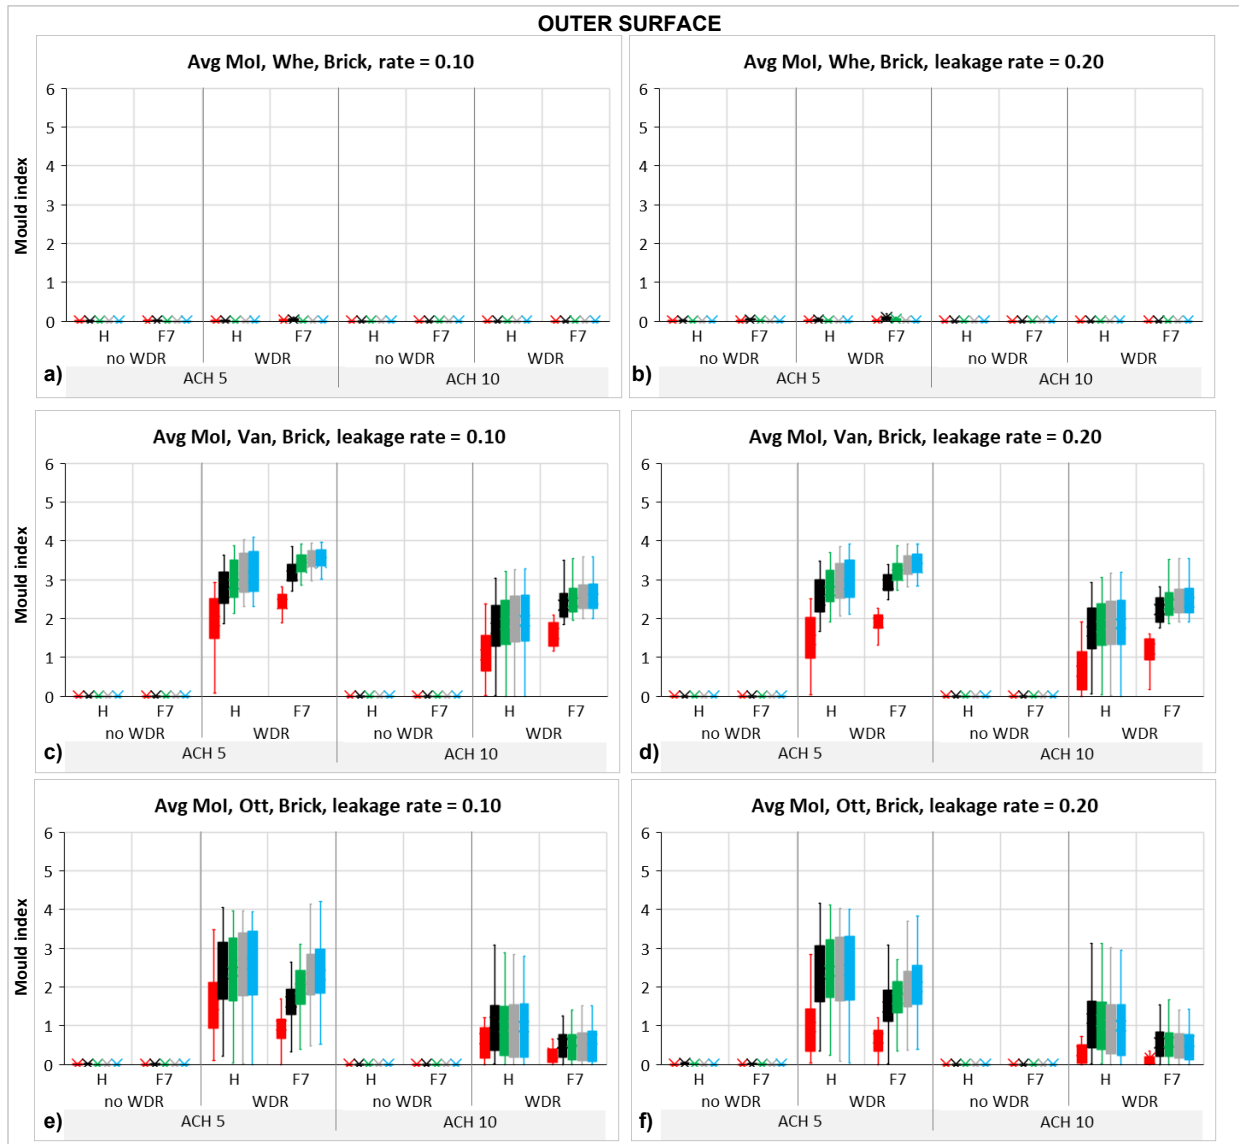 OUTER SURFACE
Avg MoI, Whe, Brick, rate = 0.10
Mould index
6
5
4
3
2
1
0
H F7 H F7 H F7 H F7
no WDR WDR no WDR WDR
a) ACH 5 ACH 10
Avg MoI, Whe, Brick, leakage rate = 0.20
6
5
4
3
2
1
0
H F7 H F7 H F7 H F7
no WDR WDR no WDR WDR
b) ACH 5 ACH 10
Avg MoI, Van, Brick, leakage rate = 0.10
Mould index
6
5
4
3
2
1
0
H F7 H F7 H F7 H F7
no WDR WDR no WDR WDR
c) ACH 5 ACH 10
Avg MoI, Van, Brick, leakage rate = 0.20
6
5
4
3
2
1
0
H F7 H F7 H F7 H F7
no WDR WDR no WDR WDR
d) ACH 5 ACH 10
Avg MoI, Ott, Brick, leakage rate = 0.10
Mould index
6
5
4
3
2
1
0
H F7 H F7 H F7 H F7
no WDR WDR no WDR WDR
e) ACH 5 ACH 10
Avg MoI, Ott, Brick, leakage rate = 0.20
6
5
4
3
2
1
0
H F7 H F7 H F7 H F7
no WDR WDR no WDR WDR
f) ACH 5 ACH 10